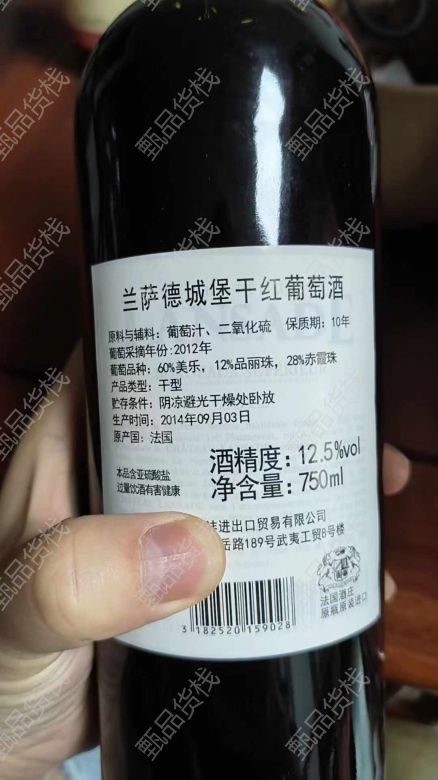 兰萨德城堡干红葡萄酒
原料与辅料: 葡萄汁、二氧化硫 保质期: 10年
葡萄采摘年份: 2012年
葡萄品种: 60%美乐, 12%品丽珠, 28%赤霞珠
产品类型: 干型
贮存条件: 阴凉避光干燥处卧放
生产时间: 2014年09月03日
原产国: 法国
本品含亚硫酸盐
过量饮酒有害健康
酒精度: 12.5%vol
净含量: 750ml
进出口贸易有限公司
岳路189号武夷工贸8号楼
法国酒庄
原瓶原装进口
3 182520 159028
甄品货栈